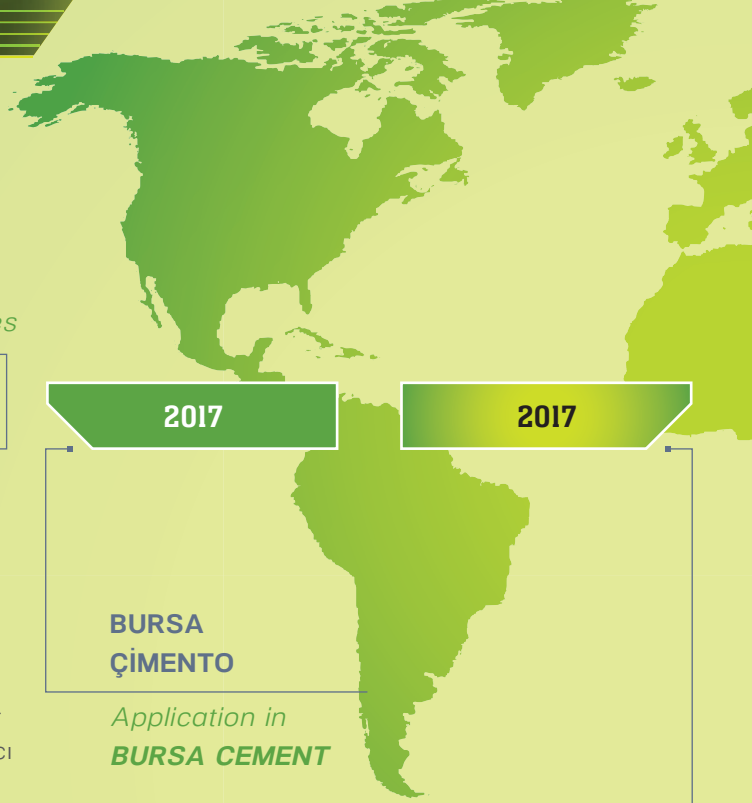 2017
2017
BURSA
ÇİMENTO
Application in
BURSA CEMENT